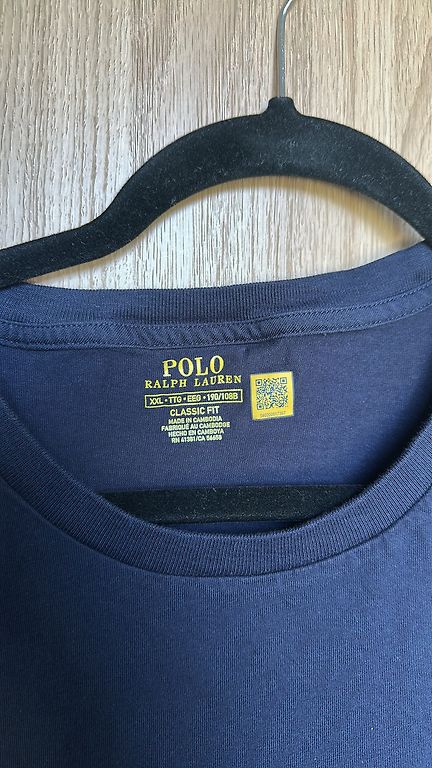 POLO
RALPH LAUREN
XXL • TTG • EEG • 190/108B
CLASSIC FIT
MADE IN CAMBODIA
FABRIQUÉ AU CAMBODGE
HECHO EN CAMBOYA
RN 41381/CA 56658